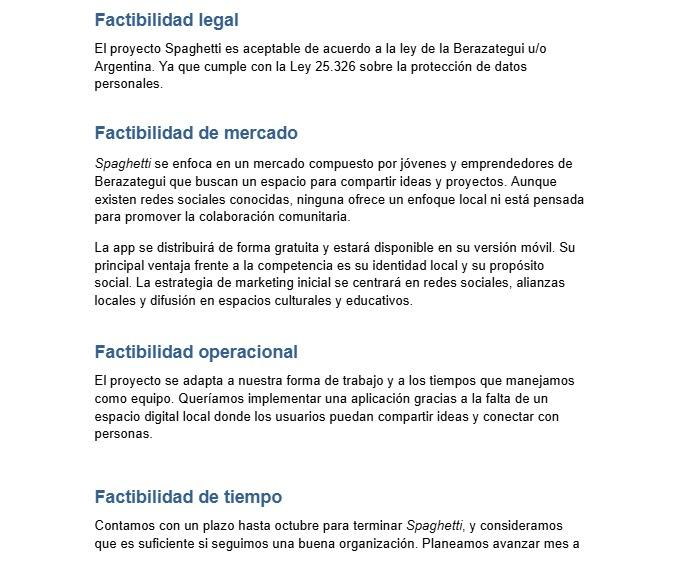 Factibilidad legal
El proyecto Spaghetti es aceptable de acuerdo a la ley de la Berazategui u/o
Argentina. Ya que cumple con la Ley 25.326 sobre la protección de datos
personales.
Factibilidad de mercado
Spaghetti se enfoca en un mercado compuesto por jóvenes y emprendedores de
Berazategui que buscan un espacio para compartir ideas y proyectos. Aunque
existen redes sociales conocidas, ninguna ofrece un enfoque local ni está pensada
para promover la colaboración comunitaria.
La app se distribuirá de forma gratuita y estará disponible en su versión móvil. Su
principal ventaja frente a la competencia es su identidad local y su propósito
social. La estrategia de marketing inicial se centrará en redes sociales, alianzas
locales y difusión en espacios culturales y educativos.
Factibilidad operacional
El proyecto se adapta a nuestra forma de trabajo y a los tiempos que manejamos
como equipo. Queríamos implementar una aplicación gracias a la falta de un
espacio digital local donde los usuarios puedan compartir ideas y conectar con
personas.
Factibilidad de tiempo
Contamos con un plazo hasta octubre para terminar Spaghetti, y consideramos
que es suficiente si seguimos una buena organización. Planeamos avanzar mes a